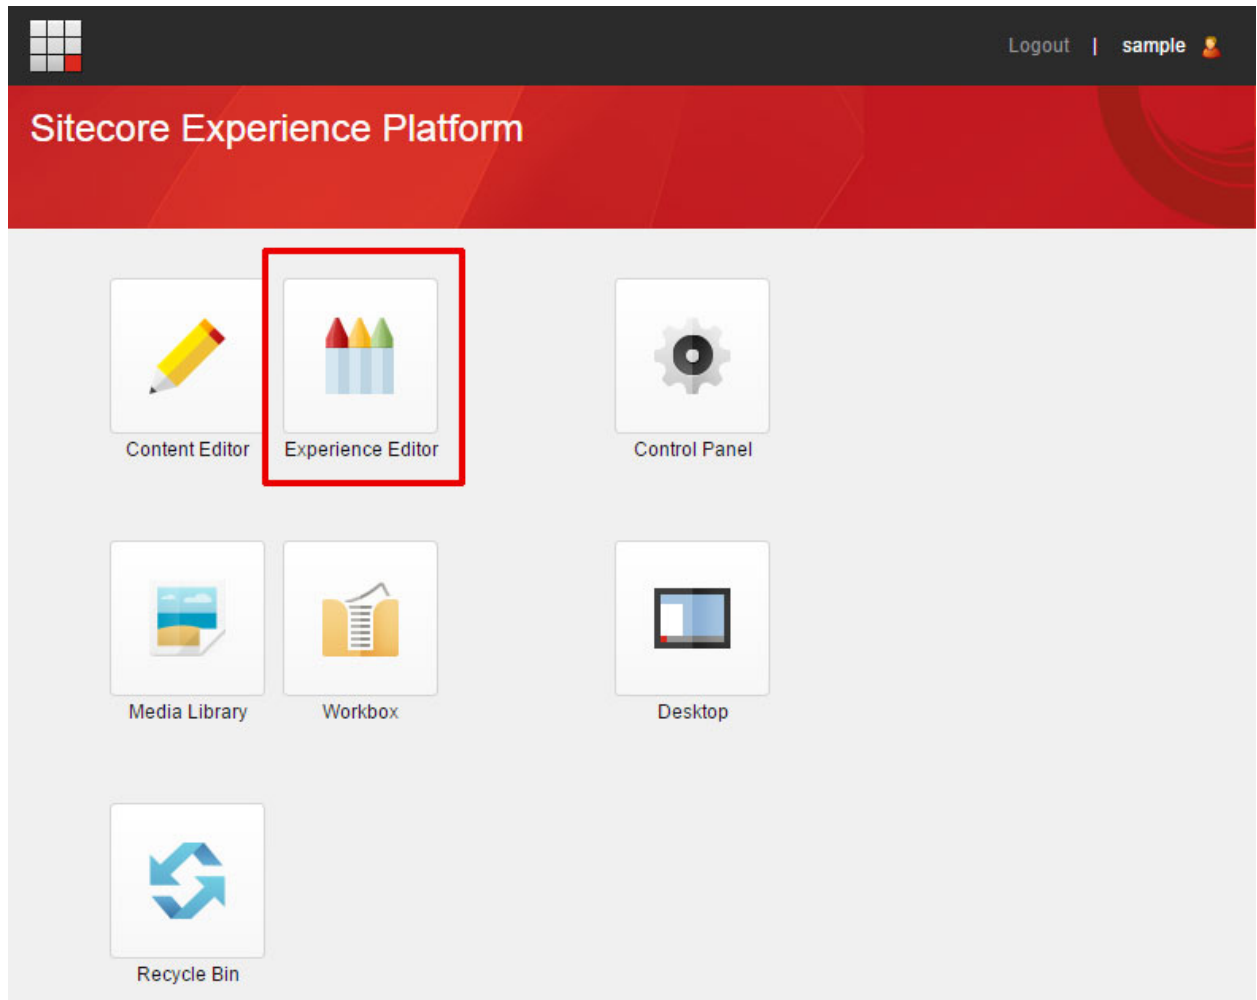 Logout | sample
Sitecore Experience Platform
Content Editor
Experience Editor
Control Panel
Media Library
Workbox
Desktop
Recycle Bin